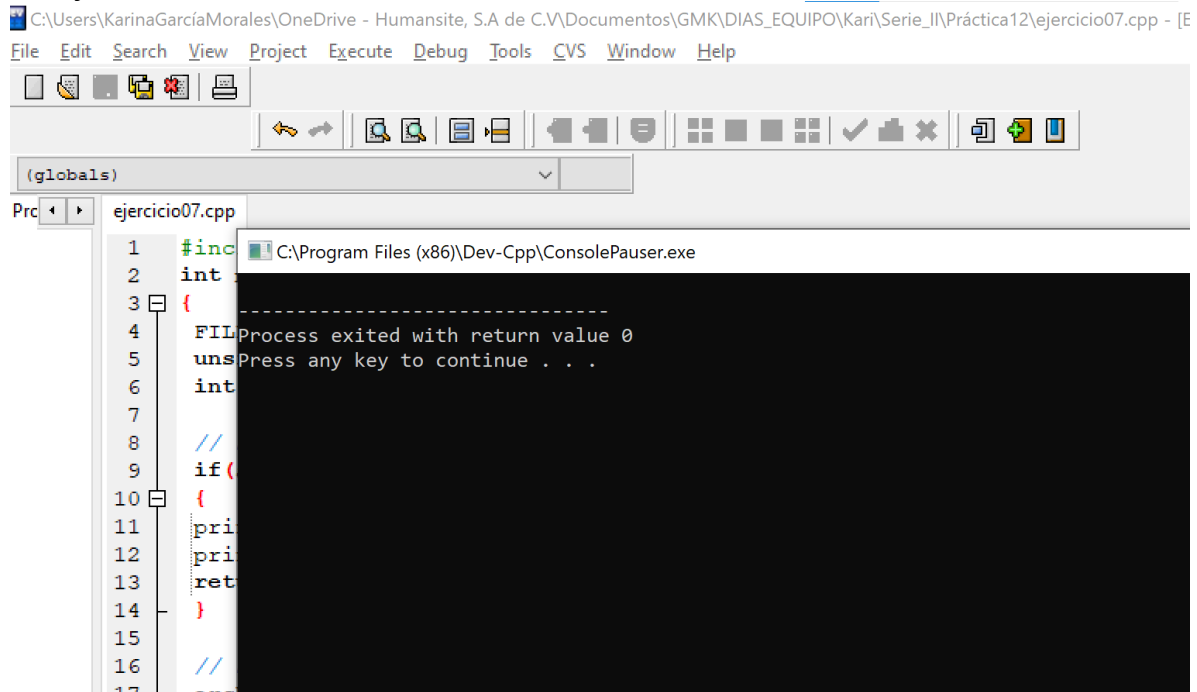 C:\Users\KarinaGarcíaMorales\OneDrive - Humansite, S.A de C.V\Documentos\GMK\DIAS_EQUIPO\Kari\Serie_II\Práctica12\ejercicio07.cpp - [E
File Edit Search View Project Execute Debug Tools CVS Window Help
(globals)
Prc ejercicio07.cpp
C:\Program Files (x86)\Dev-Cpp\ConsolePauser.exe
--------------------------------
Process exited with return value 0
Press any key to continue . . .
1 #inc
2 int
3 {
4 FIL
5 uns
6 int
7
8 //
9 if(
10 {
11 pri
12 pri
13 ret
14 }
15
16 //